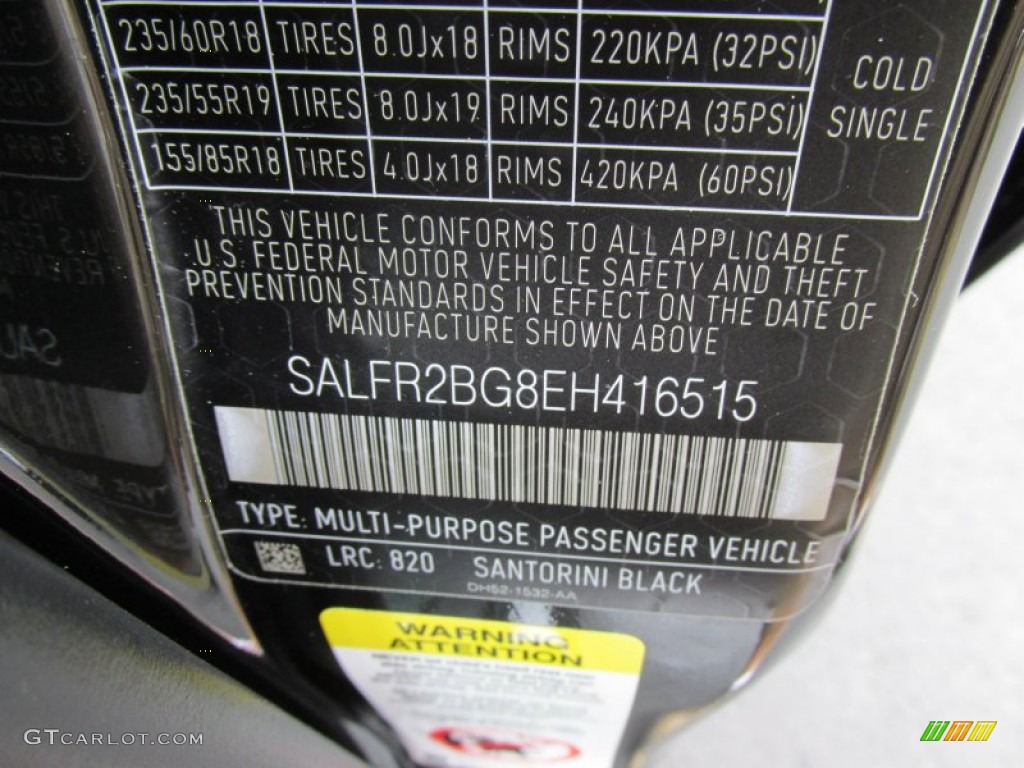 235/60R18 TIRES 8.0Jx18 RIMS 220KPA (32PSI)
235/55R19 TIRES 8.0Jx19 RIMS 240KPA (35PSI)
155/85R18 TIRES 4.0Jx18 RIMS 420KPA (60PSI)
COLD
SINGLE
THIS VEHICLE CONFORMS TO ALL APPLICABLE
U.S. FEDERAL MOTOR VEHICLE SAFETY AND THEFT
PREVENTION STANDARDS IN EFFECT ON THE DATE OF
MANUFACTURE SHOWN ABOVE
SALFR2BG8EH416515
TYPE: MULTI-PURPOSE PASSENGER VEHICLE
LRC: 820 SANTORINI BLACK
DH52-1532-AA
WARNING
ATTENTION
GTCARLOT.COM